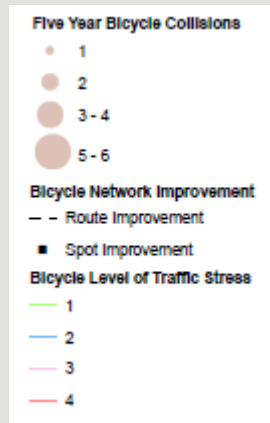 Five Year Bicycle Collisions
1
2
3 - 4
5 - 6
Bicycle Network Improvement
Route Improvement
Spot Improvement
Bicycle Level of Traffic Stress
1
2
3
4